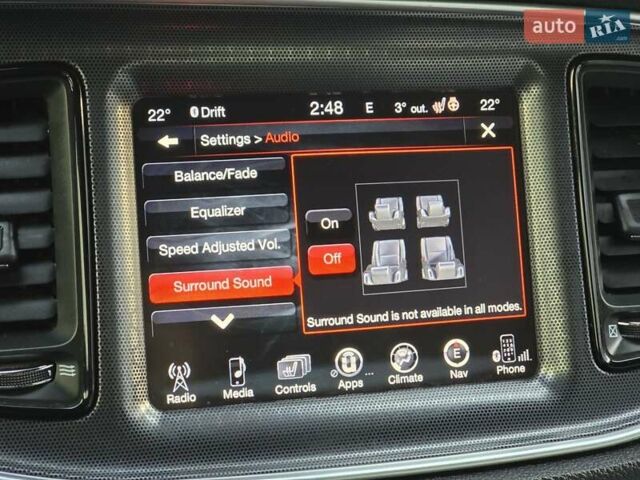 auto RIA.com
22° Drift 2:48 E 3° out. 22°
Settings > Audio
Balance/Fade
Equalizer
Speed Adjusted Vol.
Surround Sound
On
Off
Surround Sound is not available in all modes.
Radio Media Controls Apps ... Climate E Nav Phone